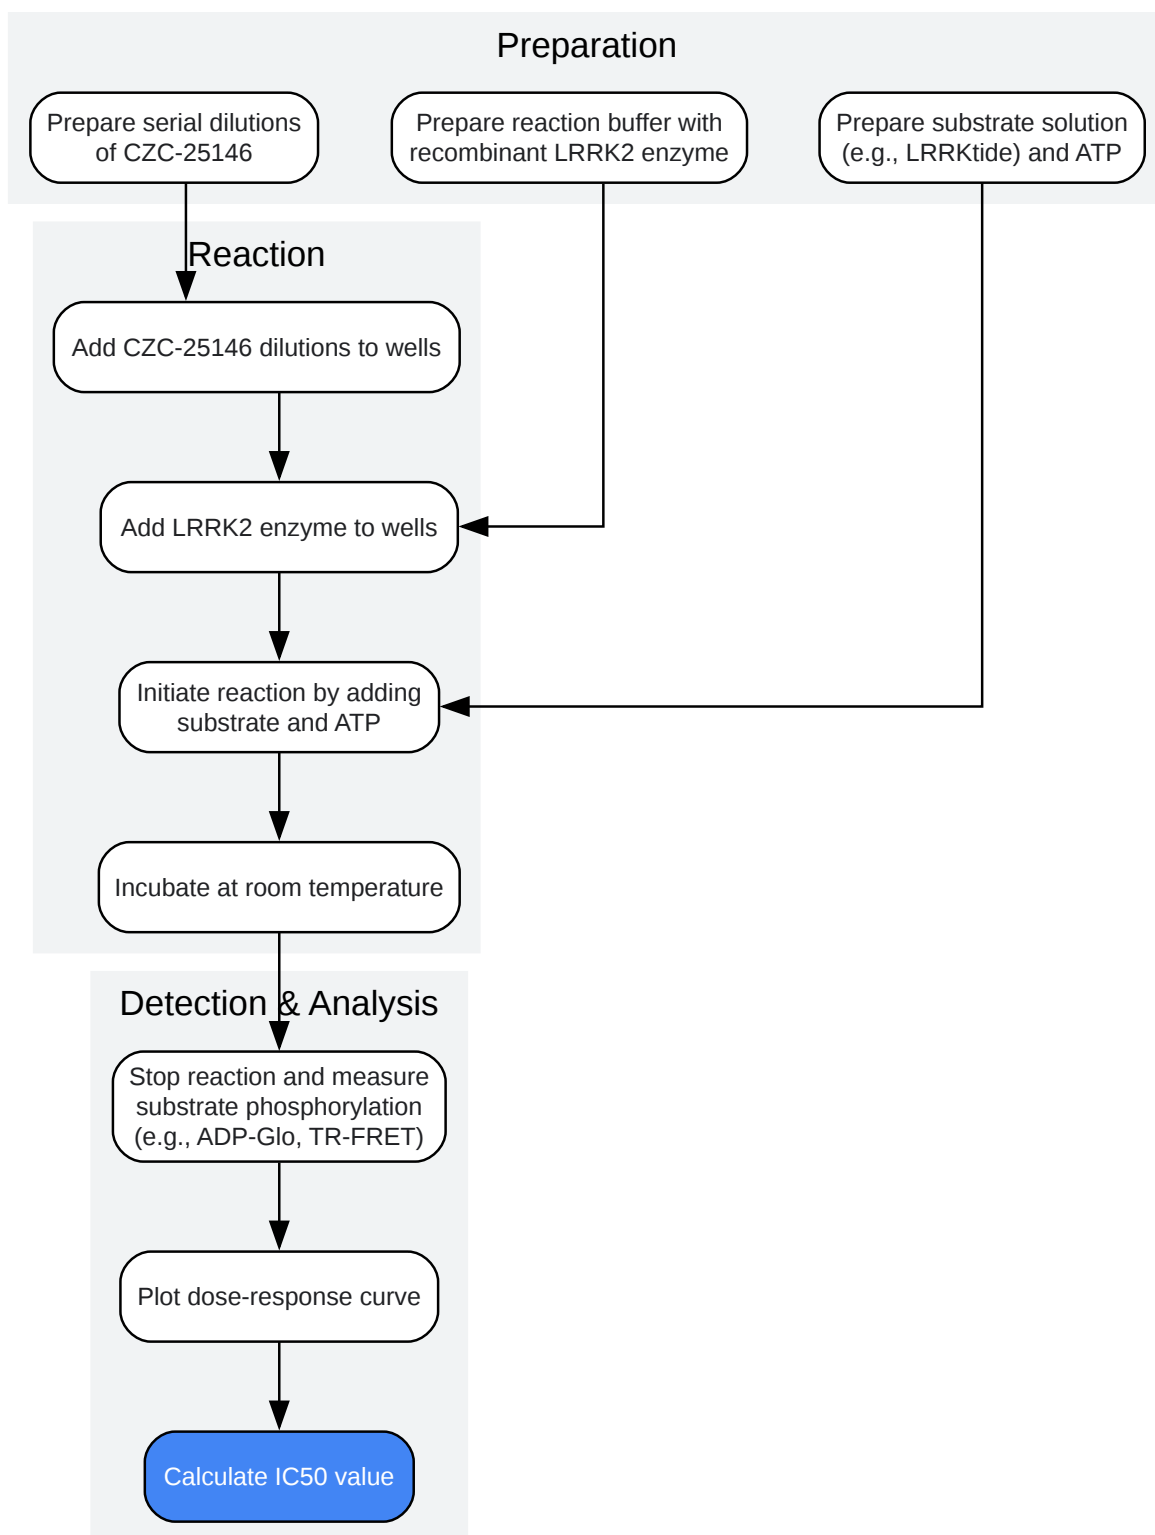 Preparation
Prepare serial dilutions
of CZC-25146
Prepare reaction buffer with
recombinant LRRK2 enzyme
Prepare substrate solution
(e.g., LRRKtide) and ATP
Reaction
Add CZC-25146 dilutions to wells
Add LRRK2 enzyme to wells
Initiate reaction by adding
substrate and ATP
Incubate at room temperature
Detection & Analysis
Stop reaction and measure
substrate phosphorylation
(e.g., ADP-Glo, TR-FRET)
Plot dose-response curve
Calculate IC50 value